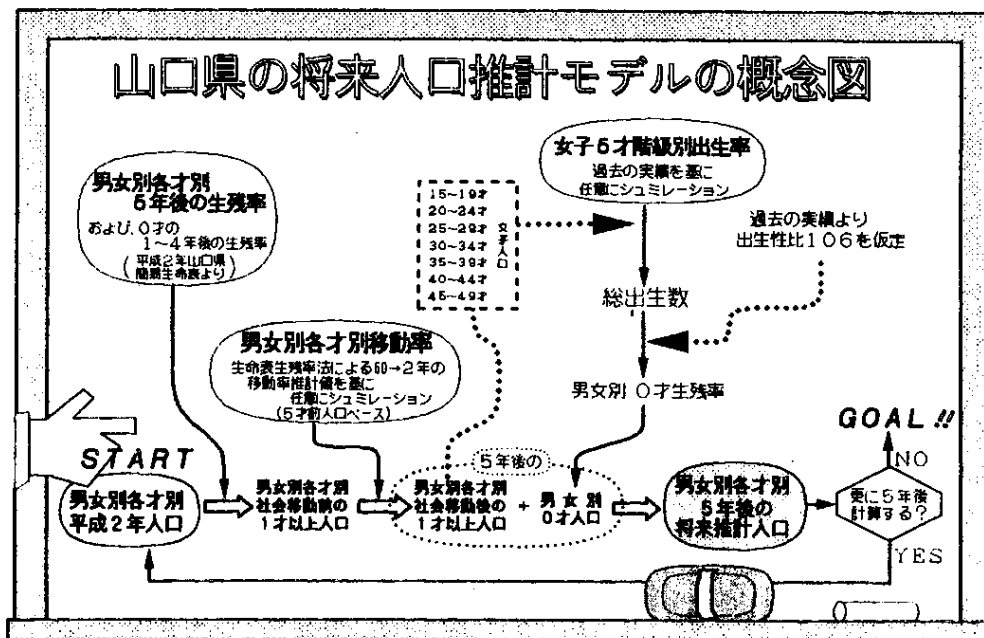 山口県の将来人口推計モデルの概念図
女子5才階級別出生率
過去の実績を基に
任意にシュミレーション
男女別各才別
5年後の生残率
および,0才の
1～4年後の生残率
(平成2年山口県
簡易生命表より)
15～19才
20～24才
25～29才
30～34才
35～39才
40～44才
45～49才
女子人口
過去の実績より
出生性比106を仮定
総出生数
男女別各才別移動率
生命表生残率法による60→2年の
移動率推計値を基に
任意にシュミレーション
(5才前人口ベース)
男女別0才生残率
GOAL!!
START
5年後の
NO
男女別各才別
平成2年人口
男女別各才別
社会移動前の
1才以上人口
男女別各才別
社会移動後の
1才以上人口
+
男女別
0才人口
男女別各才別
5年後の
将来推計人口
更に5年後
計算する?
YES